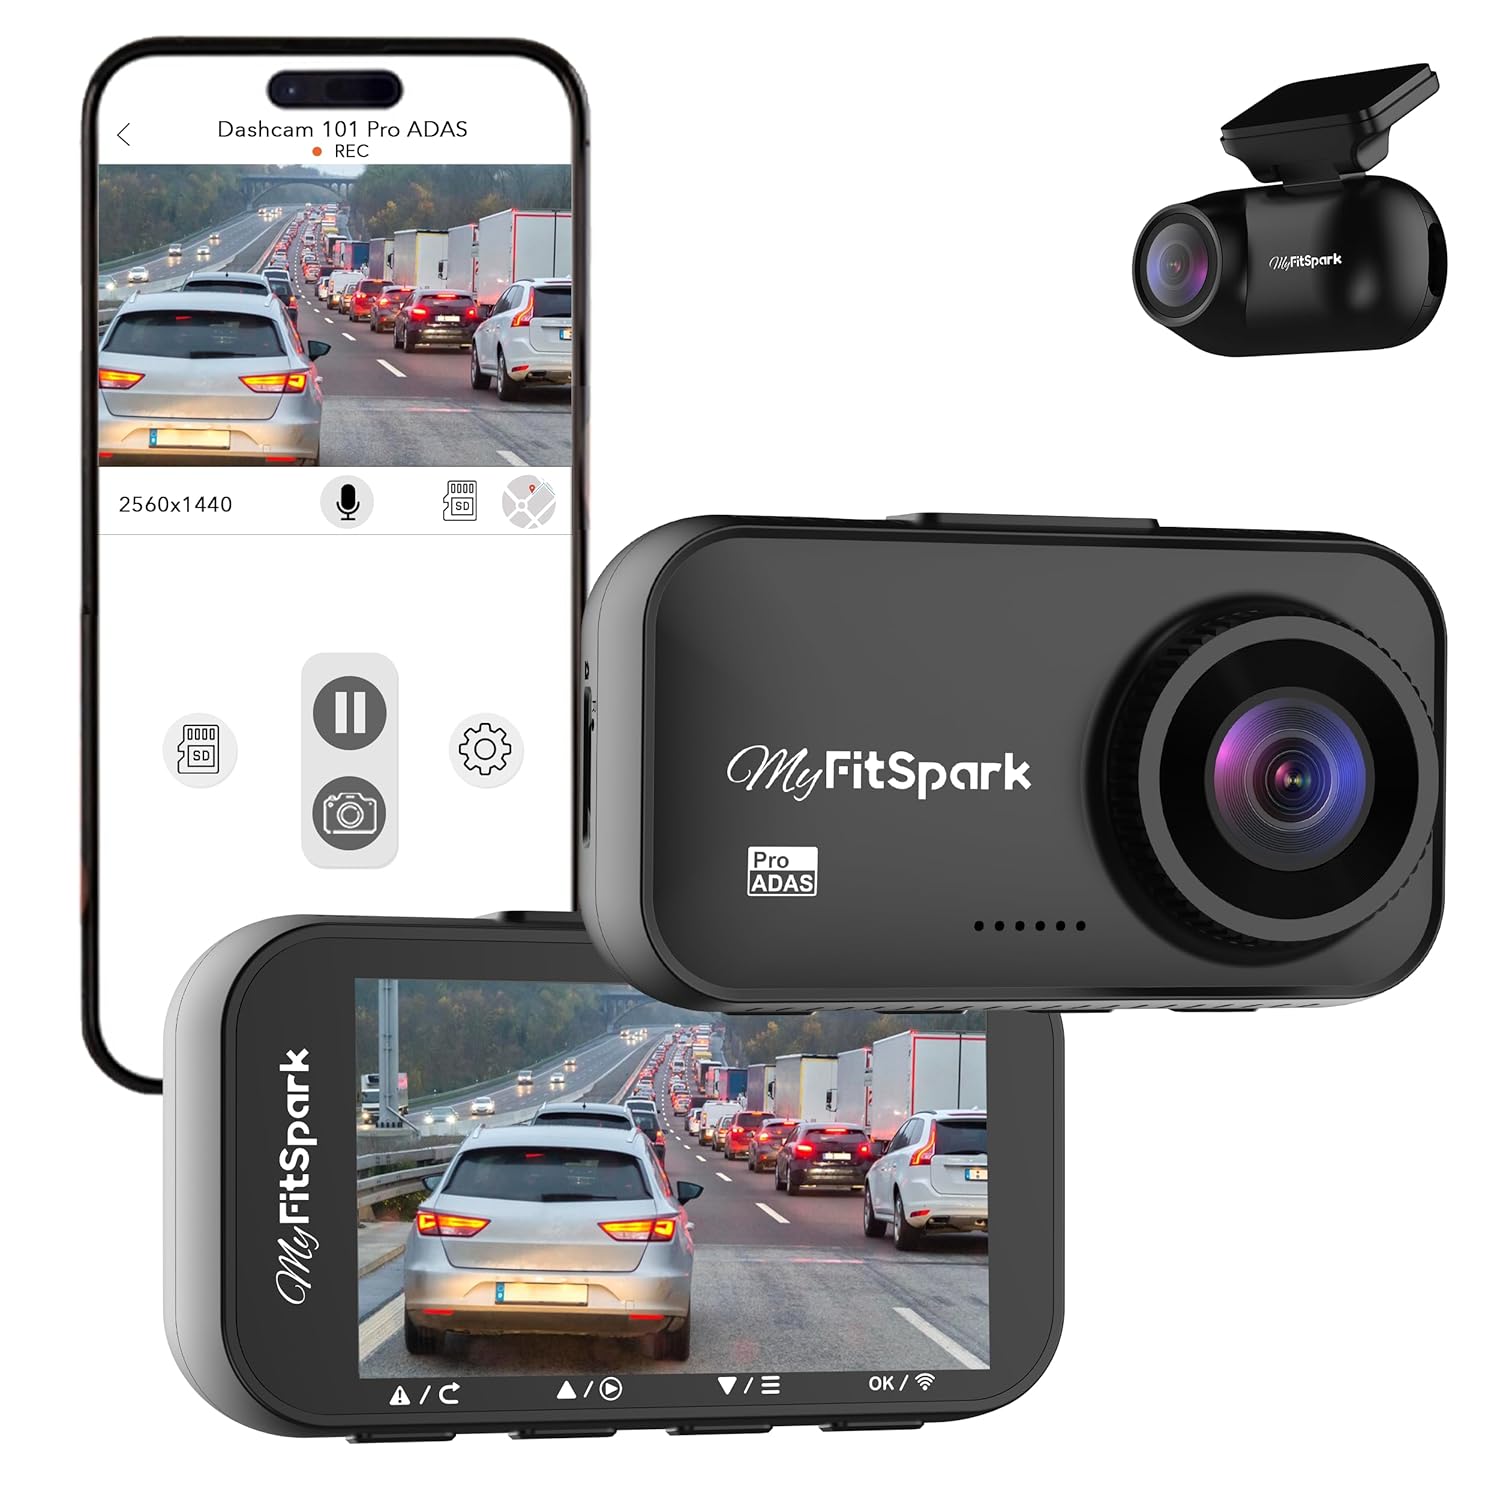 Dashcam 101 Pro ADAS
REC
MyFitSpark
2560x1440
SD
SD
MyFitSpark
Pro
ADAS
MyFitSpark
OK /